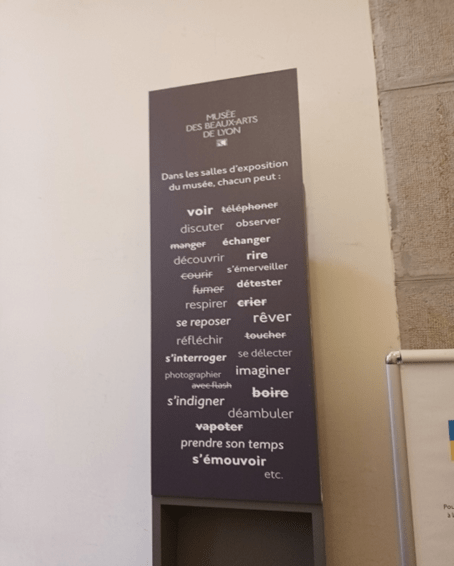 MUSÉE
DES BEAUX-ARTS
DE LYON
Dans les salles d'exposition
du musée, chacun peut :
voir téléphoner
discuter observer
manger échanger
découvrir rire
courir s'émerveiller
fumer détester
respirer crier
se reposer rêver
réfléchir toucher
s'interroger se délecter
photographier imaginer
avec flash
s'indigner boire
déambuler
vapoter
prendre son temps
s'émouvoir
etc.
Pou